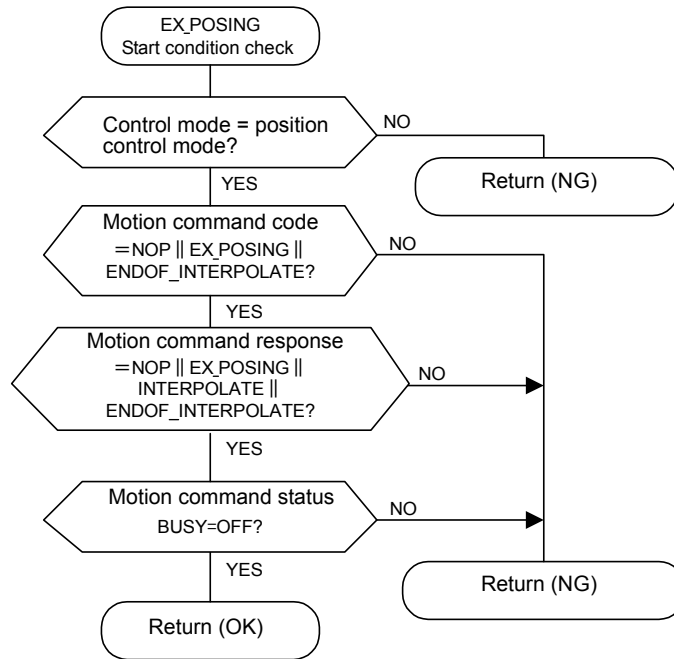 EX_POSING
Start condition check
Control mode = position
control mode?
NO
Return (NG)
YES
Motion command code
=NOP || EX_POSING ||
ENDOF_INTERPOLATE?
NO
YES
Motion command response
=NOP || EX_POSING ||
INTERPOLATE ||
ENDOF_INTERPOLATE?
NO
YES
Motion command status
BUSY=OFF?
NO
YES
Return (NG)
Return (OK)